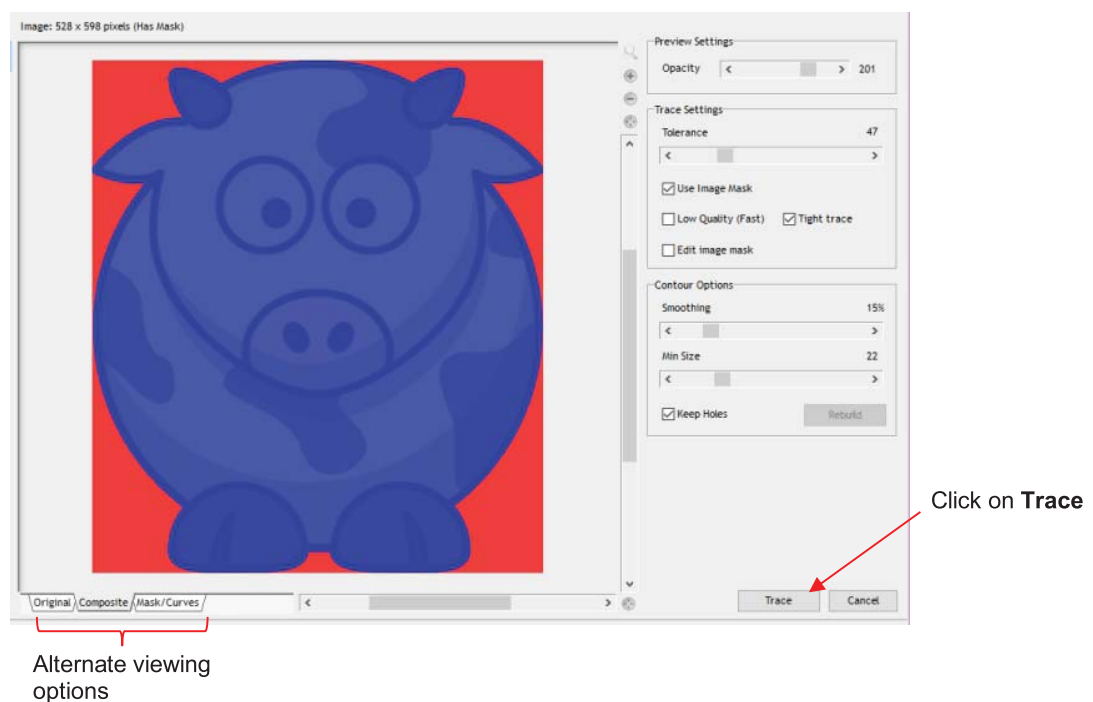 Image: 528 x 598 pixels (Has Mask)
Preview Settings
Opacity 201
Trace Settings
Tolerance 47
Use Image Mask
Low Quality (Fast) Tight trace
Edit image mask
Contour Options
Smoothing 15%
Min Size 22
Keep Holes Rebuild
Click on Trace
Original Composite Mask/Curves Trace Cancel
Alternate viewing
options